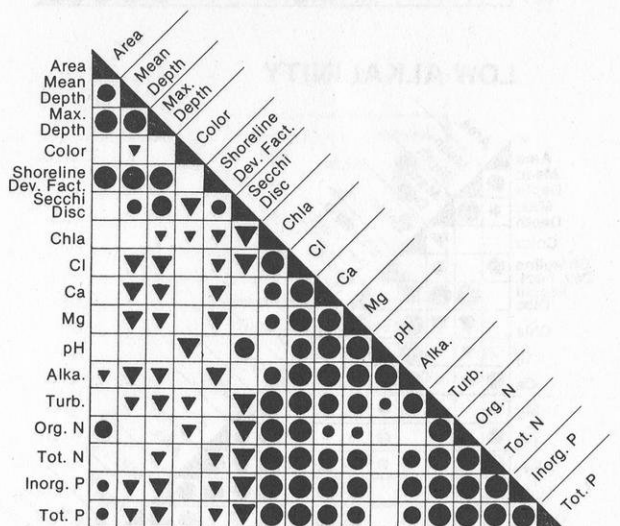 Area
Mean
Depth
Max.
Depth
Color
Shoreline
Dev. Fact.
Secchi
Disc
Chla
Cl
Ca
Mg
pH
Alka.
Turb.
Org. N
Tot. N
Inorg. P
Tot. P
Area
Mean
Depth
Max.
Depth
Color
Shoreline
Dev. Fact.
Secchi
Disc
Chla
Cl
Ca
Mg
pH
Alka.
Turb.
Org. N
Tot. N
Inorg. P
Tot. P
LOW ALKALINITY